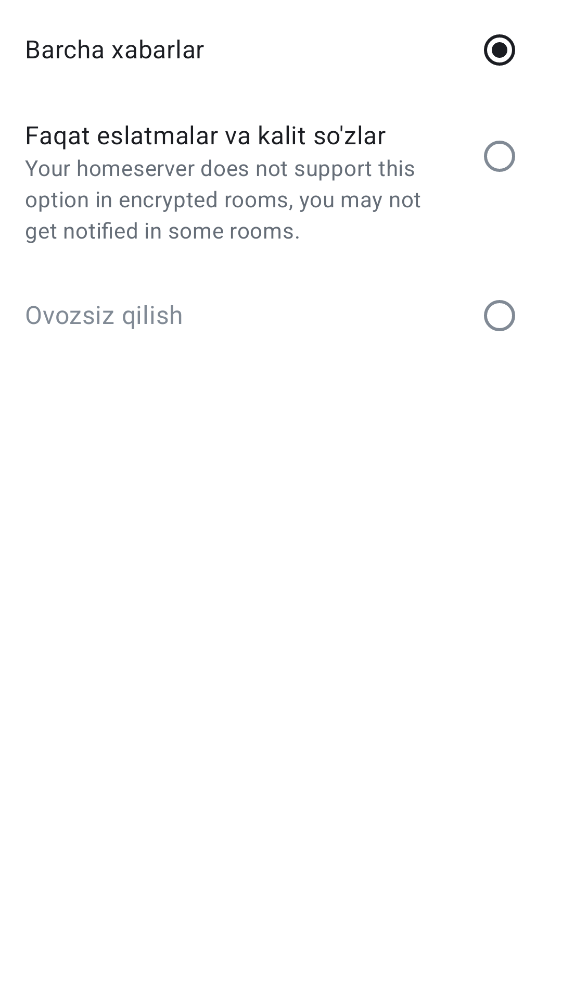 Barcha xabarlar
Faqat eslatmalar va kalit so'zlar
Your homeserver does not support this
option in encrypted rooms, you may not
get notified in some rooms.
Ovozsiz qilish